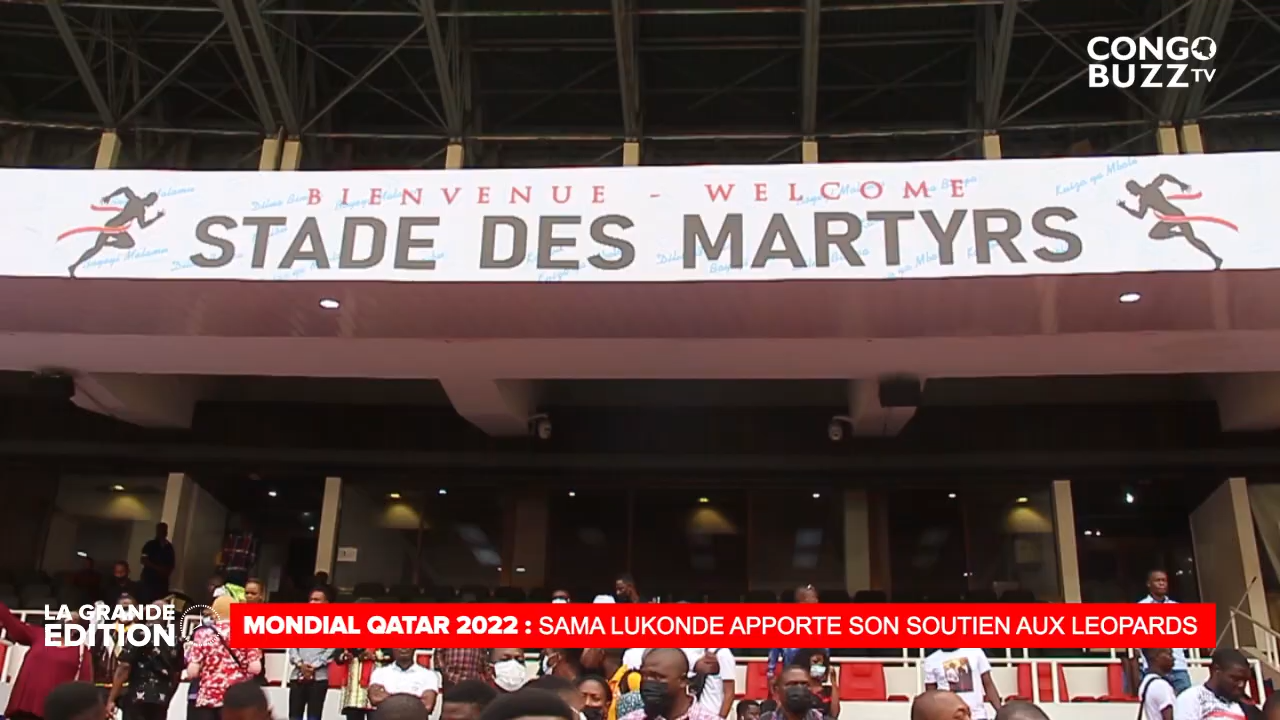 CONGO
BUZZ TV
BIENVENUE - WELCOME
STADE DES MARTYRS
LA GRANDE
EDITION
MONDIAL QATAR 2022 : SAMA LUKONDE APPORTE SON SOUTIEN AUX LEOPARDS